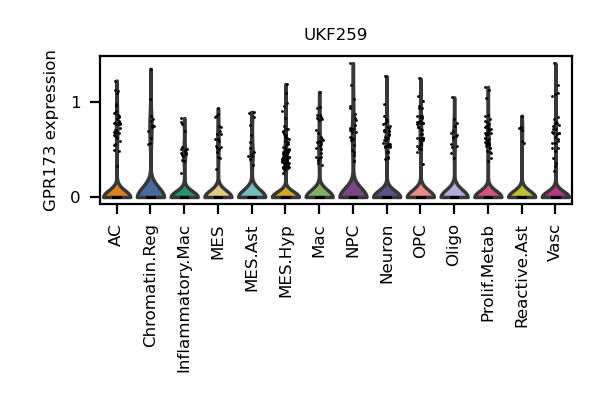 UKF259
GPR173 expression
1
0
AC
Chromatin.Reg
Inflammatory.Mac
MES
MES.Ast
MES.Hyp
Mac
NPC
Neuron
OPC
Oligo
Prolif.Metab
Reactive.Ast
Vasc